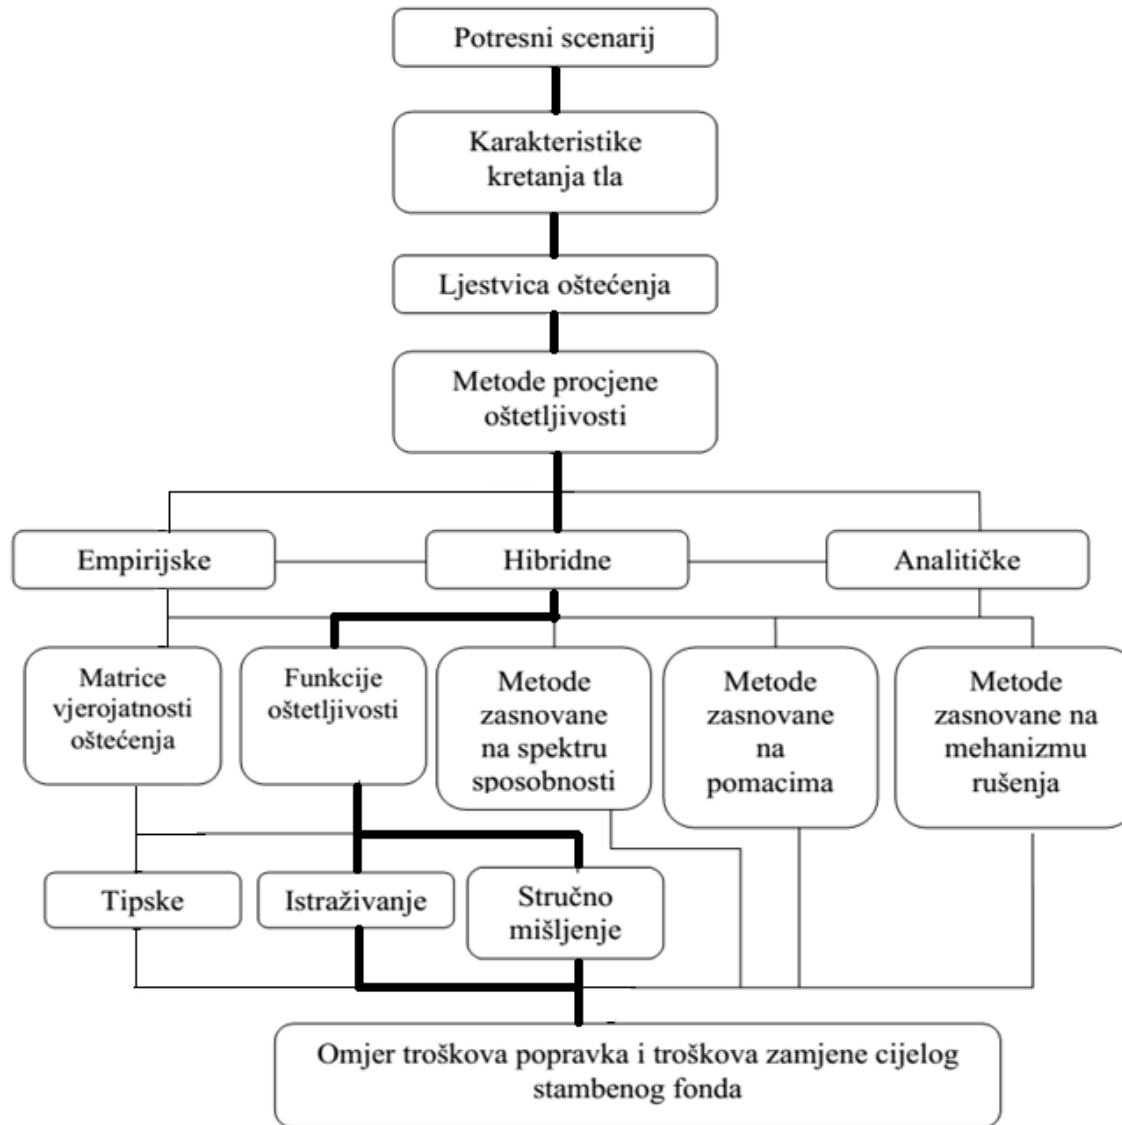 Potresni scenarij
Karakteristike
kretanja tla
Ljestvica oštećenja
Metode procjene
oštetljivosti
Empirijske
Hibridne
Analitičke
Matrice
vjerojatnosti
oštećenja
Funkcije
oštetljivosti
Metode
zasnovane
na spektru
sposobnosti
Metode
zasnovane
na
pomacima
Metode
zasnovane na
mehanizmu
rušenja
Tipske
Istraživanje
Stručno
mišljenje
Omjer troškova popravka i troškova zamjene cijelog
stambenog fonda